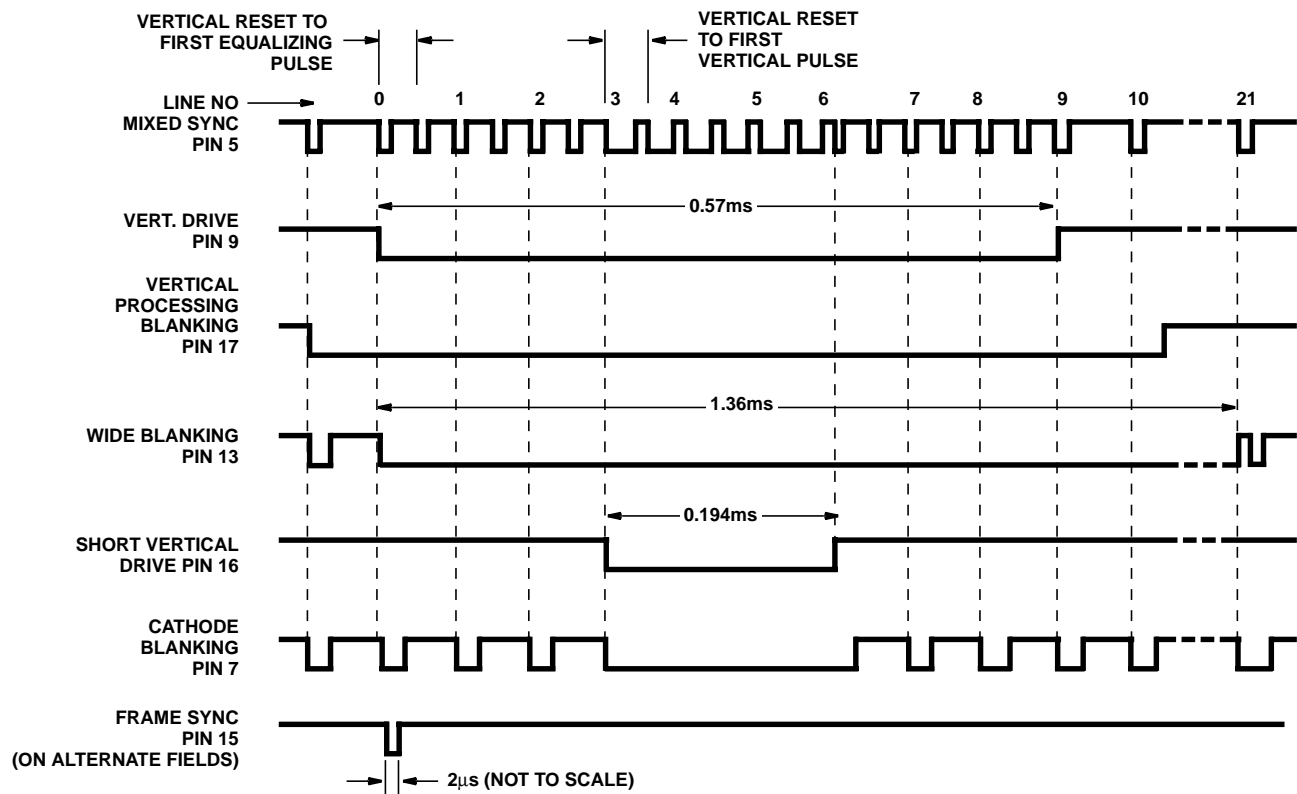 VERTICAL RESET TO
FIRST EQUALIZING
PULSE
VERTICAL RESET
TO FIRST
VERTICAL PULSE
LINE NO
0 1 2 3 4 5 6 7 8 9 10 21
MIXED SYNC
PIN 5
0.57ms
VERT. DRIVE
PIN 9
VERTICAL
PROCESSING
BLANKING
PIN 17
1.36ms
WIDE BLANKING
PIN 13
0.194ms
SHORT VERTICAL
DRIVE PIN 16
CATHODE
BLANKING
PIN 7
FRAME SYNC
PIN 15
(ON ALTERNATE FIELDS)
2μs (NOT TO SCALE)